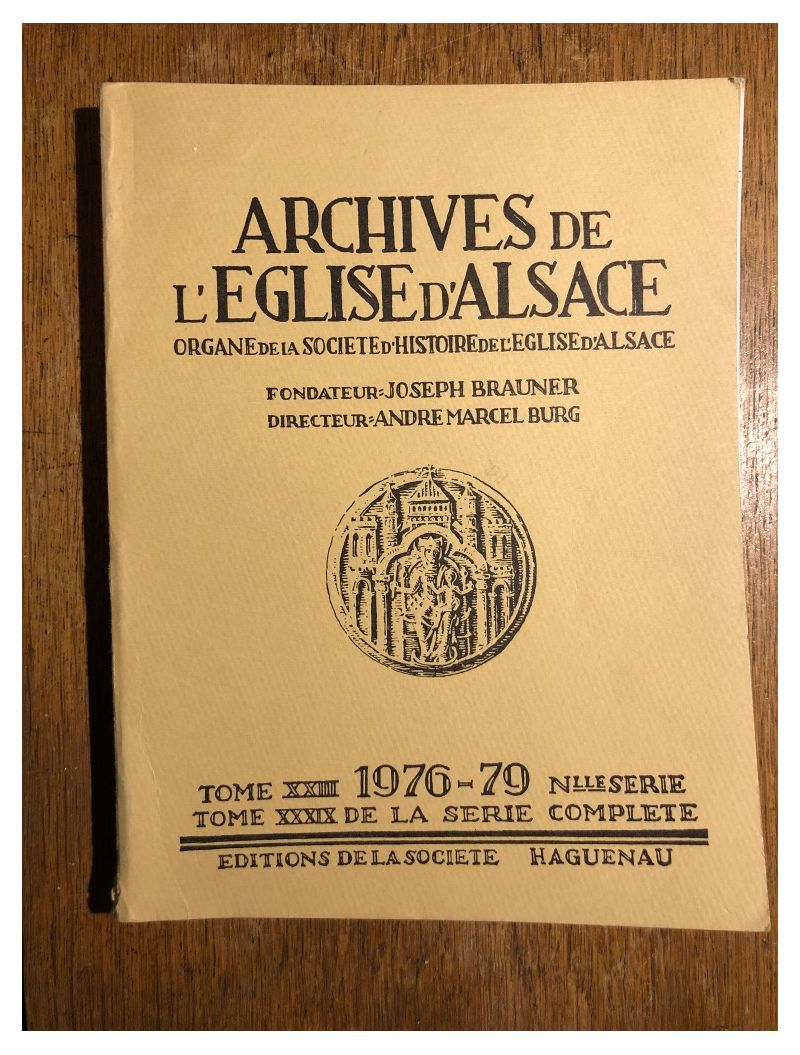 ARCHIVES DE
L'EGLISE D'ALSACE
ORGANE DE LA SOCIETE D'HISTOIRE DE L'EGLISE D'ALSACE
FONDATEUR=JOSEPH BRAUNER
DIRECTEUR=ANDRE MARCEL BURG
TOME XXIII 1976-79 NLLE SERIE
TOME XXXIX DE LA SERIE COMPLETE
EDITIONS DE LA SOCIETE HAGUENAU